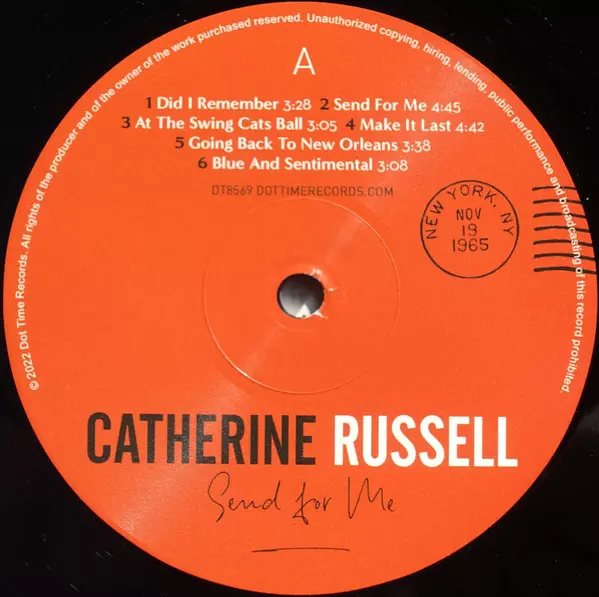 © 2022 Dot Time Records. All rights of the producer and of the owner of the work purchased reserved. Unauthorized copying, hiring, lending, public performance and broadcasting of this record prohibited.
A
1 Did I Remember 3:28 2 Send For Me 4:45
3 At The Swing Cats Ball 3:05 4 Make It Last 4:42
5 Going Back To New Orleans 3:38
6 Blue And Sentimental 3:08
DT8569 DOTTIMERECORDS.COM
NEW YORK, NY
NOV
19
1965
CATHERINE RUSSELL
Send for Me